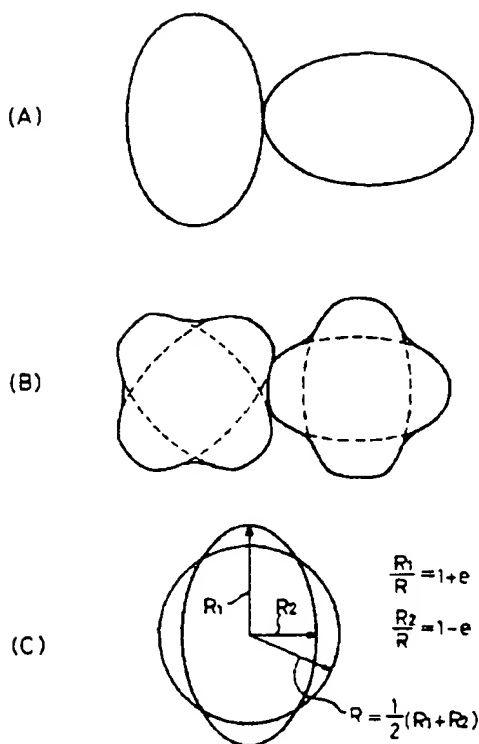 (A)
(B)
(C)
R₁
R₂
R₁/R = 1+e
R₂/R = 1-e
R = 1/2 (R₁+R₂)